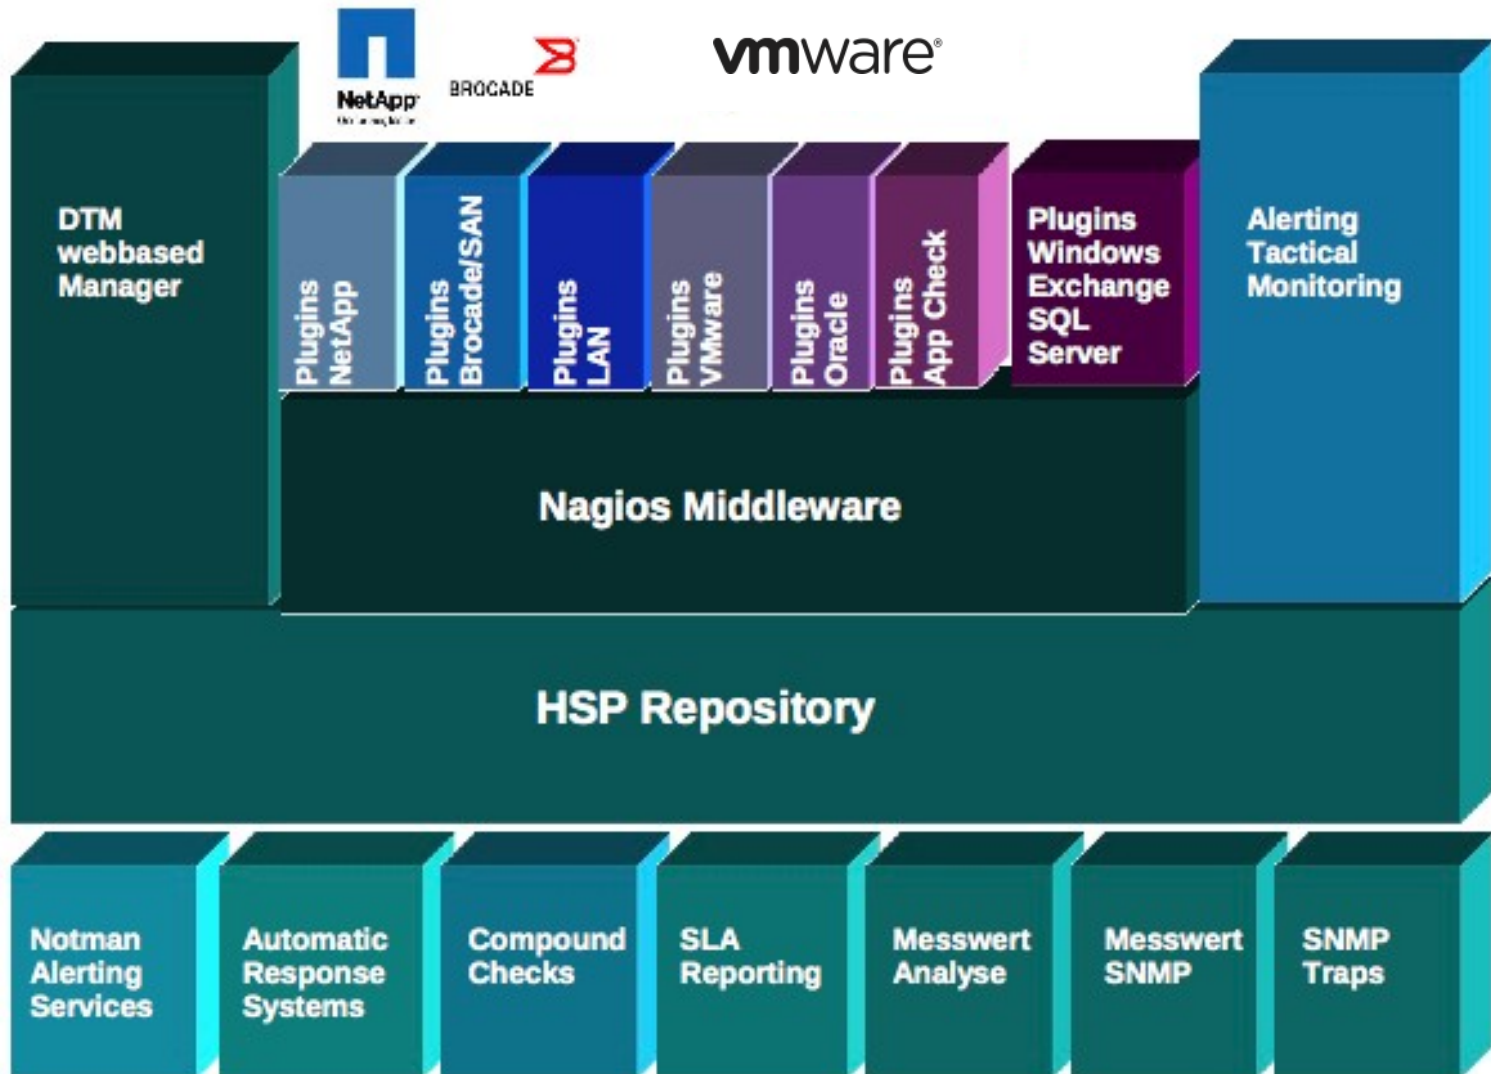 NetApp
BROCADE
vmware
DTM
webbased
Manager
Plugins
NetApp
Plugins
Brocade/SAN
Plugins
LAN
Plugins
VMware
Plugins
Oracle
Plugins
App Check
Plugins
Windows
Exchange
SQL
Server
Alerting
Tactical
Monitoring
Nagios Middleware
HSP Repository
Notman
Alerting
Services
Automatic
Response
Systems
Compound
Checks
SLA
Reporting
Messwert
Analyse
Messwert
SNMP
SNMP
Traps